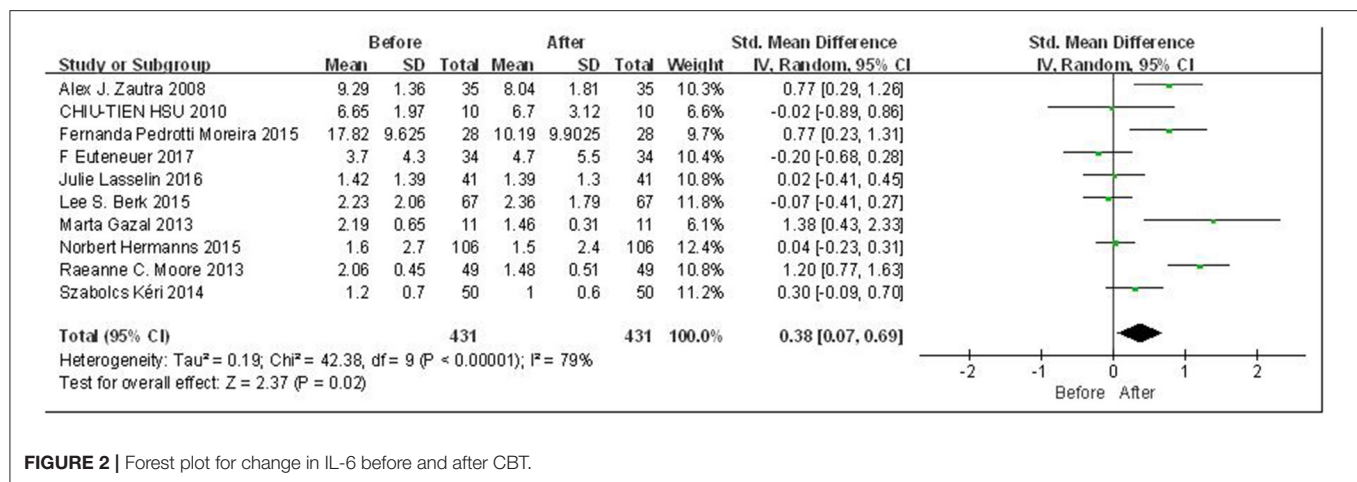 Before After Std. Mean Difference Std. Mean Difference
Study or Subgroup Mean SD Total Mean SD Total Weight IV, Random, 95% CI IV, Random, 95% CI
Alex J. Zautra 2008 9.29 1.36 35 8.04 1.81 35 10.3% 0.77 [0.29, 1.26]
CHIU-TIEN HSU 2010 6.65 1.97 10 6.7 3.12 10 6.6% -0.02 [-0.89, 0.86]
Fernanda Pedrotti Moreira 2015 17.82 9.625 28 10.19 9.9025 28 9.7% 0.77 [0.23, 1.31]
F Euteneuer 2017 3.7 4.3 34 4.7 5.5 34 10.4% -0.20 [-0.68, 0.28]
Julie Lasselin 2016 1.42 1.39 41 1.39 1.3 41 10.8% 0.02 [-0.41, 0.45]
Lee S. Berk 2015 2.23 2.06 67 2.36 1.79 67 11.8% -0.07 [-0.41, 0.27]
Marta Gazal 2013 2.19 0.65 11 1.46 0.31 11 6.1% 1.38 [0.43, 2.33]
Norbert Hermanns 2015 1.6 2.7 106 1.5 2.4 106 12.4% 0.04 [-0.23, 0.31]
Raeanne C. Moore 2013 2.06 0.45 49 1.48 0.51 49 10.8% 1.20 [0.77, 1.63]
Szabolcs Kéri 2014 1.2 0.7 50 1 0.6 50 11.2% 0.30 [-0.09, 0.70]
Total (95% CI) 431 431 100.0% 0.38 [0.07, 0.69]
Heterogeneity: Tau² = 0.19; Chi² = 42.38, df = 9 (P < 0.00001); I² = 79%
Test for overall effect: Z = 2.37 (P = 0.02)
-2 -1 0 1 2
Before After
FIGURE 2 | Forest plot for change in IL-6 before and after CBT.